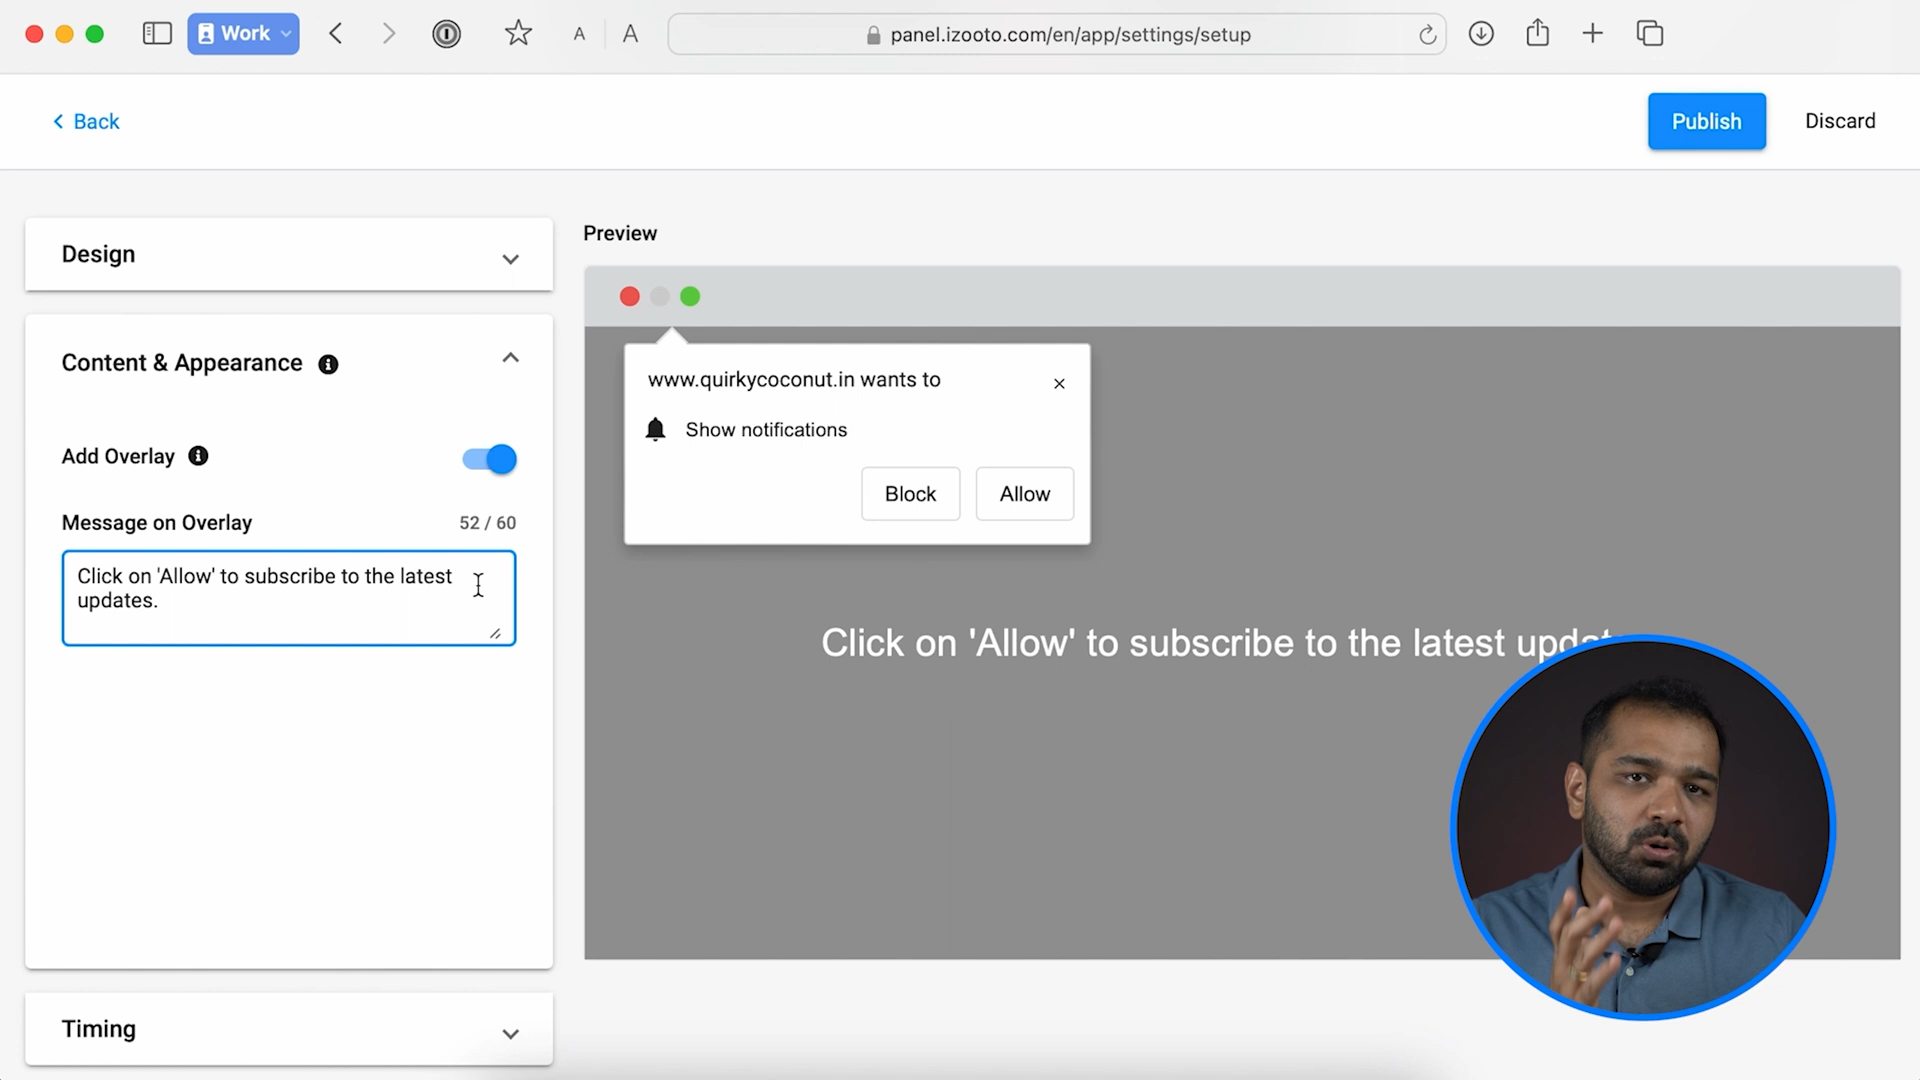 Work
A A
panel.izooto.com/en/app/settings/setup
Back
Publish
Discard
Design
Preview
Content & Appearance
www.quirkycoconut.in wants to
Show notifications
Add Overlay
Block
Allow
Message on Overlay
52 / 60
Click on 'Allow' to subscribe to the latest
updates.
Click on 'Allow' to subscribe to the latest
Timing